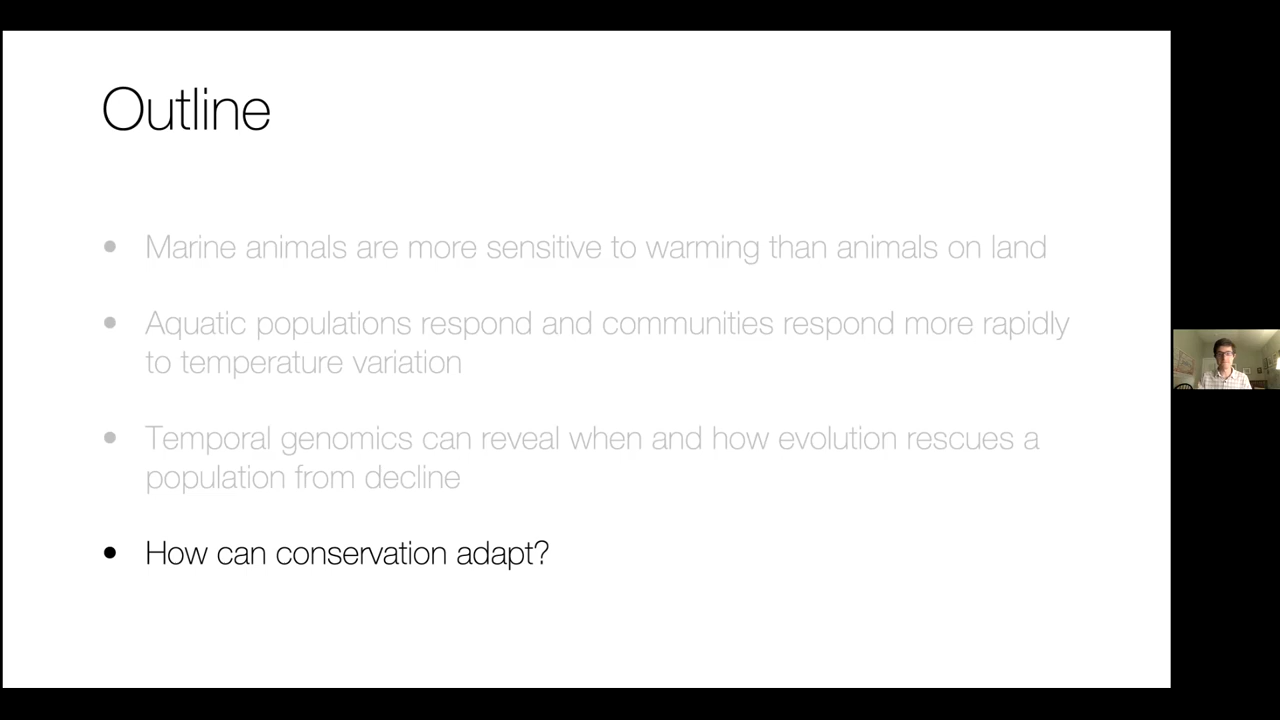 Outline
• Marine animals are more sensitive to warming than animals on land
• Aquatic populations respond and communities respond more rapidly
to temperature variation
• Temporal genomics can reveal when and how evolution rescues a
population from decline
• How can conservation adapt?